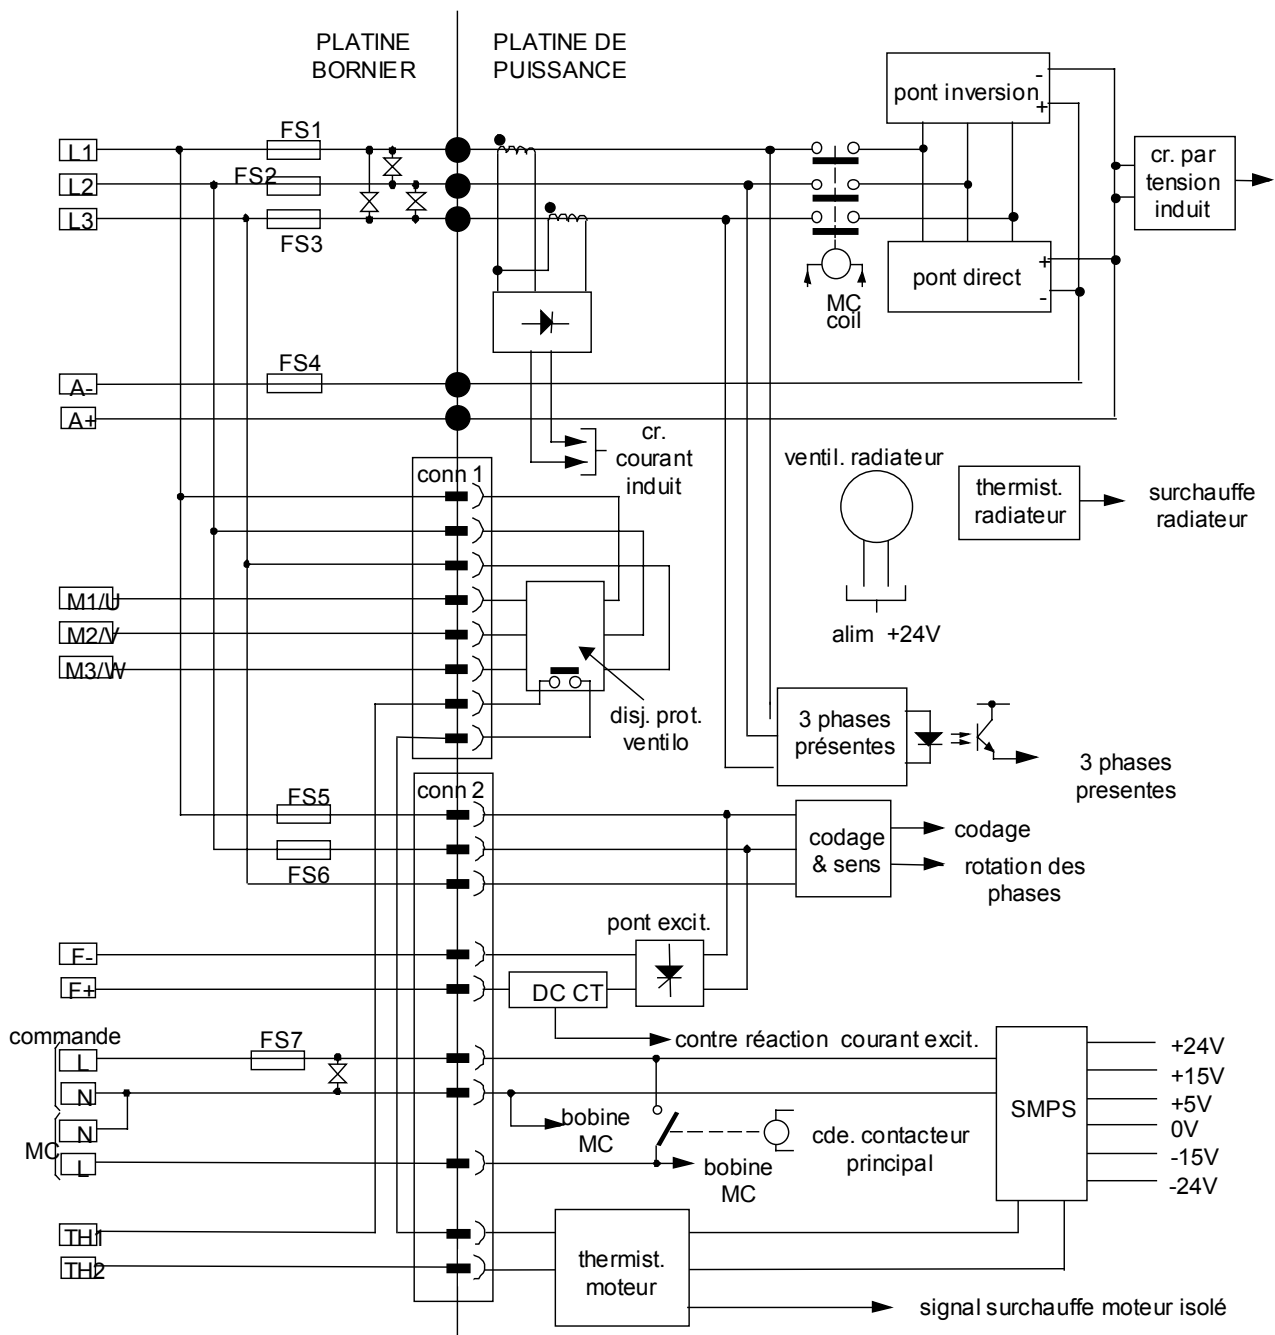 PLATINE
BORNIER
PLATINE DE
PUISSANCE
pont inversion
-
+
L1
FS1
L2
FS2
L3
FS3
cr. par
tension
induit
pont direct
+
-
MC
coil
FS4
A-
A+
cr.
courant
induit
ventil. radiateur
thermist.
radiateur
surchauffe
radiateur
conn 1
M1/U
M2/V
M3/W
alim +24V
disj. prot.
ventilo
3 phases
présentes
3 phases
presentes
conn 2
FS5
FS6
codage
& sens
codage
rotation des
phases
pont excit.
F-
F+
DC CT
contre réaction courant excit.
commande
L
FS7
N
N
MC
L
bobine
MC
bobine
MC
cde. contacteur
principal
SMPS
+24V
+15V
+5V
0V
-15V
-24V
TH1
TH2
thermist.
moteur
signal surchauffe moteur isolé